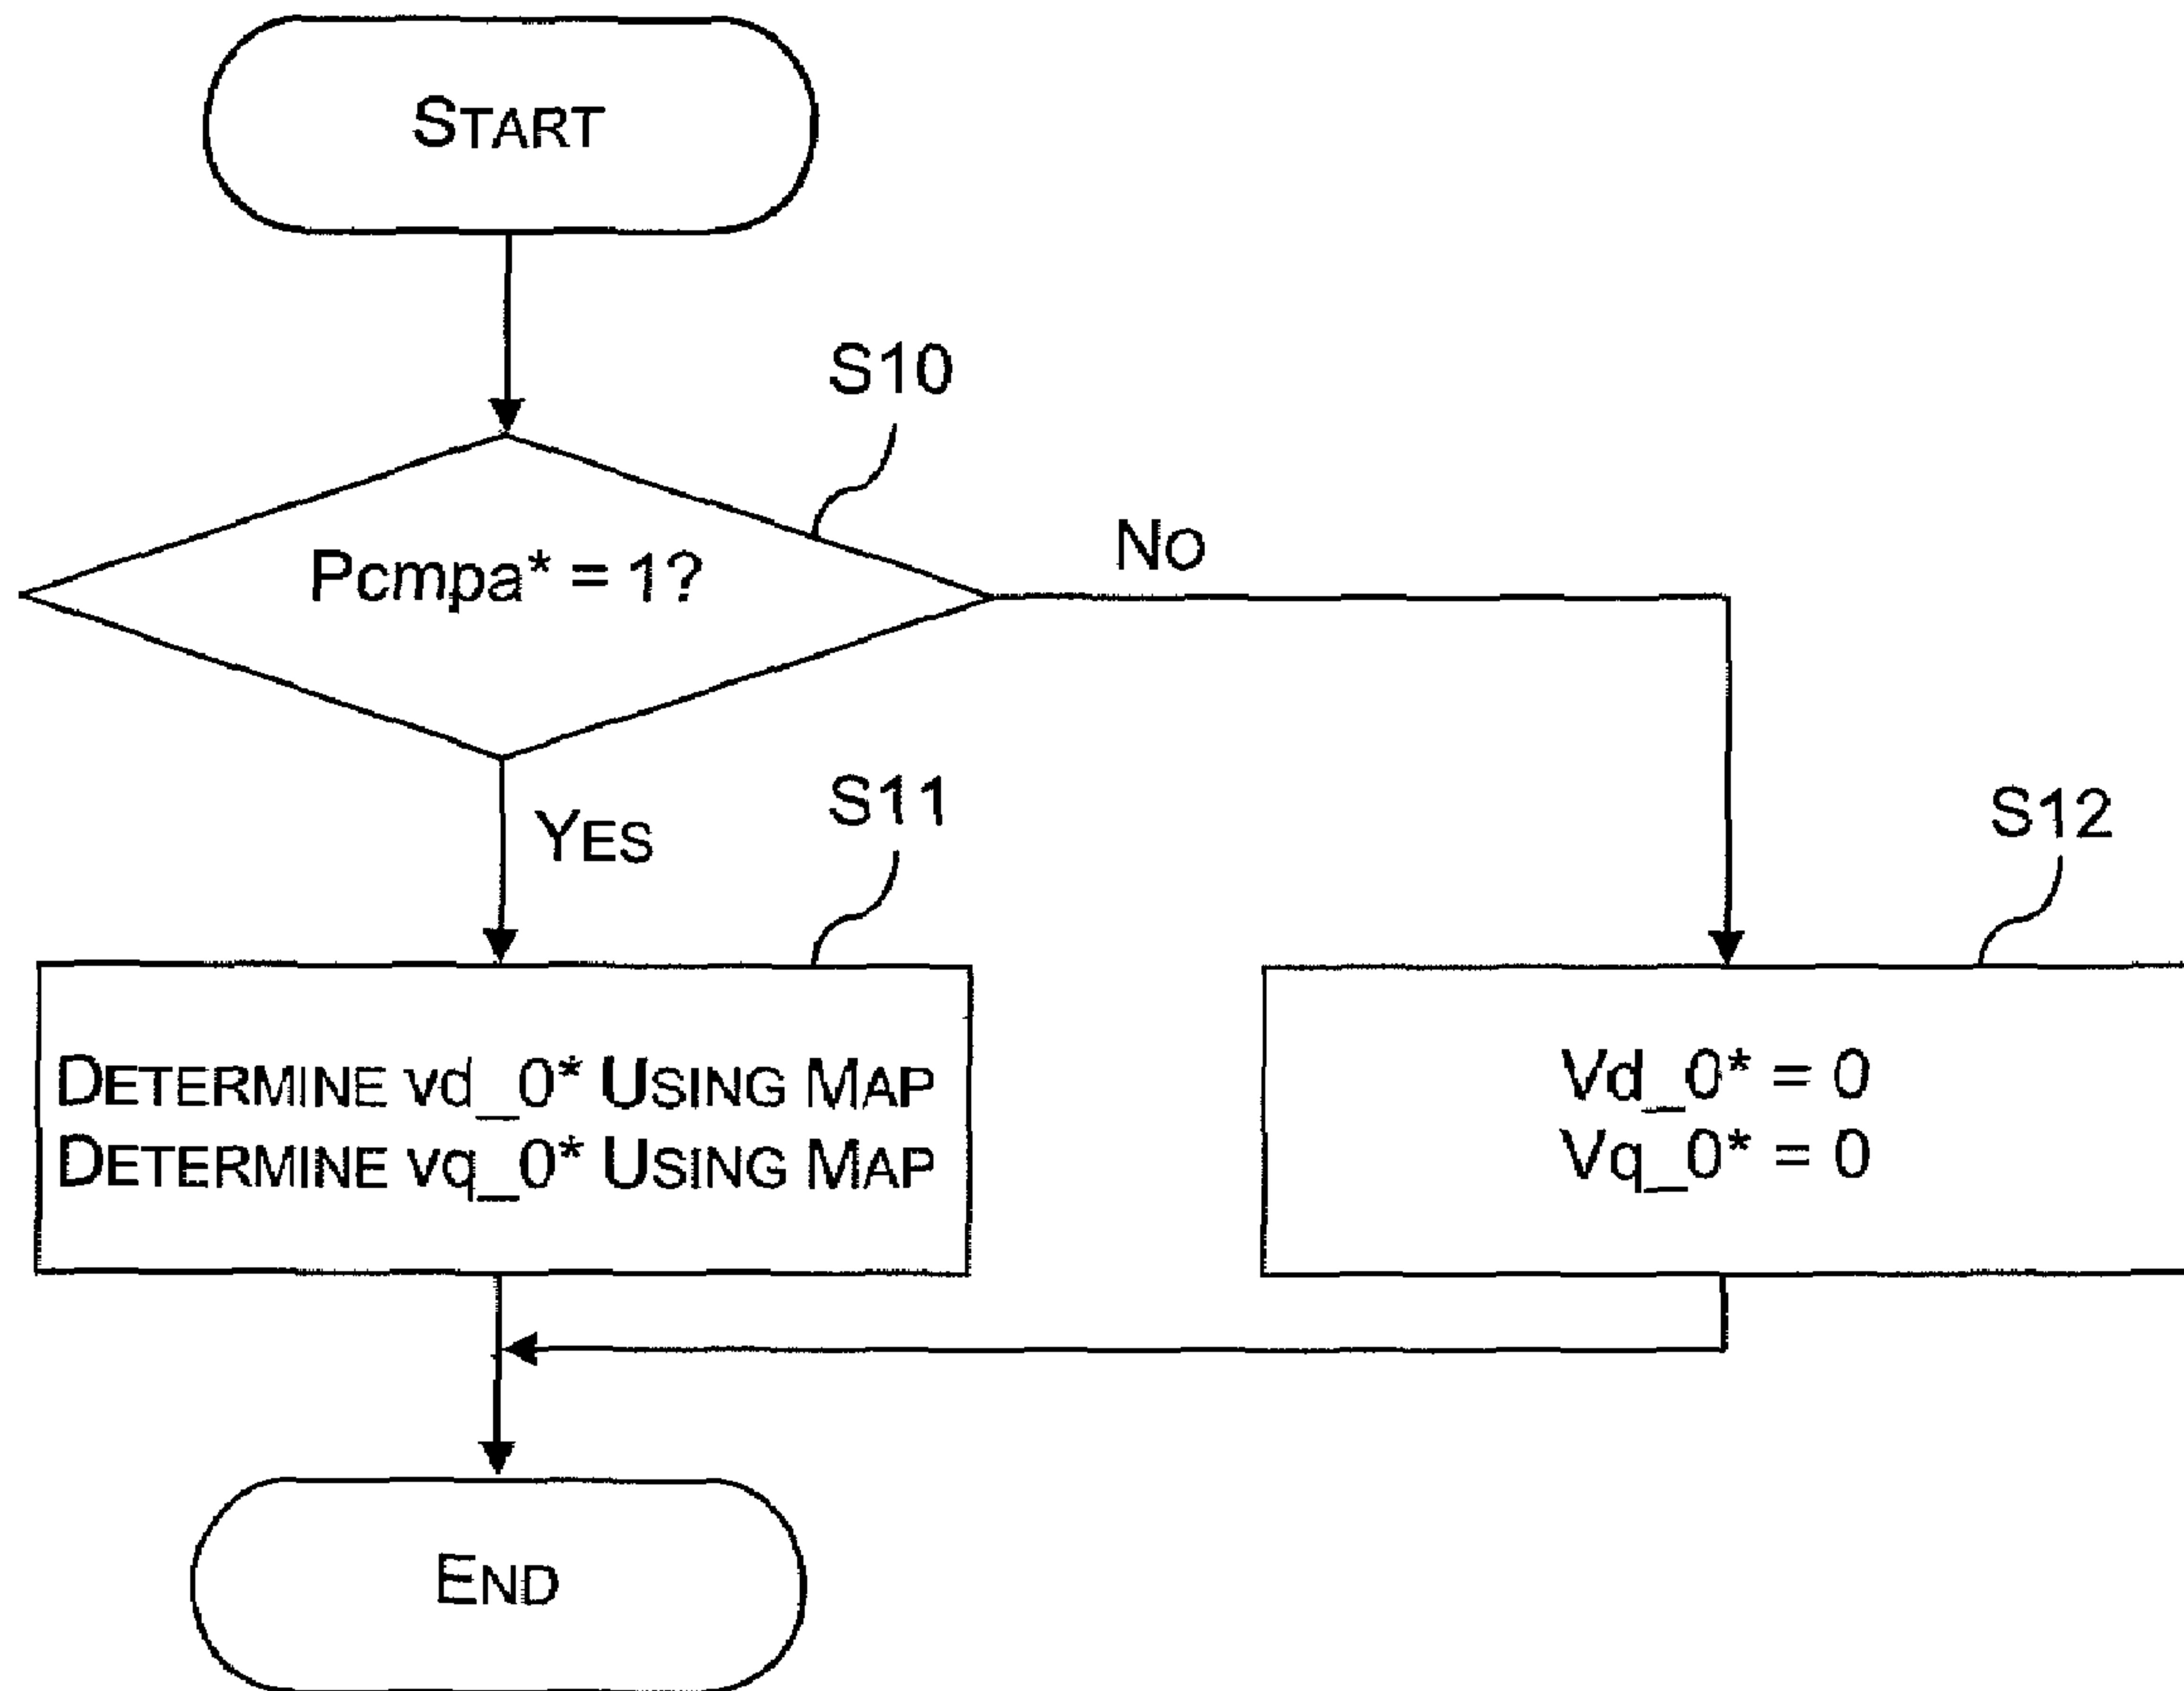 START
S10
Pcmpa* = 1?
No
YES
S11
S12
DETERMINE vd_0* USING MAP
DETERMINE vq_0* USING MAP
Vd_0* = 0
Vq_0* = 0
END